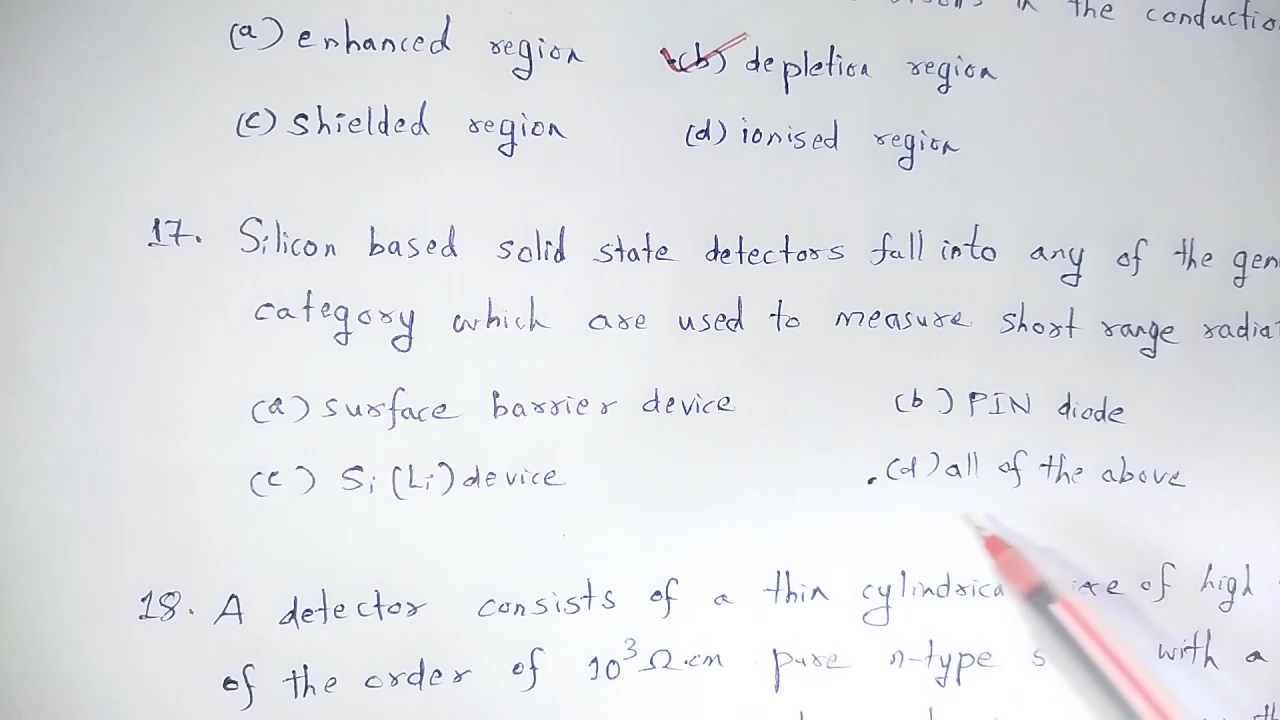 in the conductio
(a) enhanced region (b) depletion region
(c) shielded region (d) ionised region
17. Silicon based solid state detectors fall into any of the gen
category which are used to measure short range radia
(a) surface barrier device (b) PIN diode
(c) Si (Li) device (d) all of the above
18. A detector consists of a thin cylindrica of high
of the order of 10³ Ω.cm pure n-type s with a